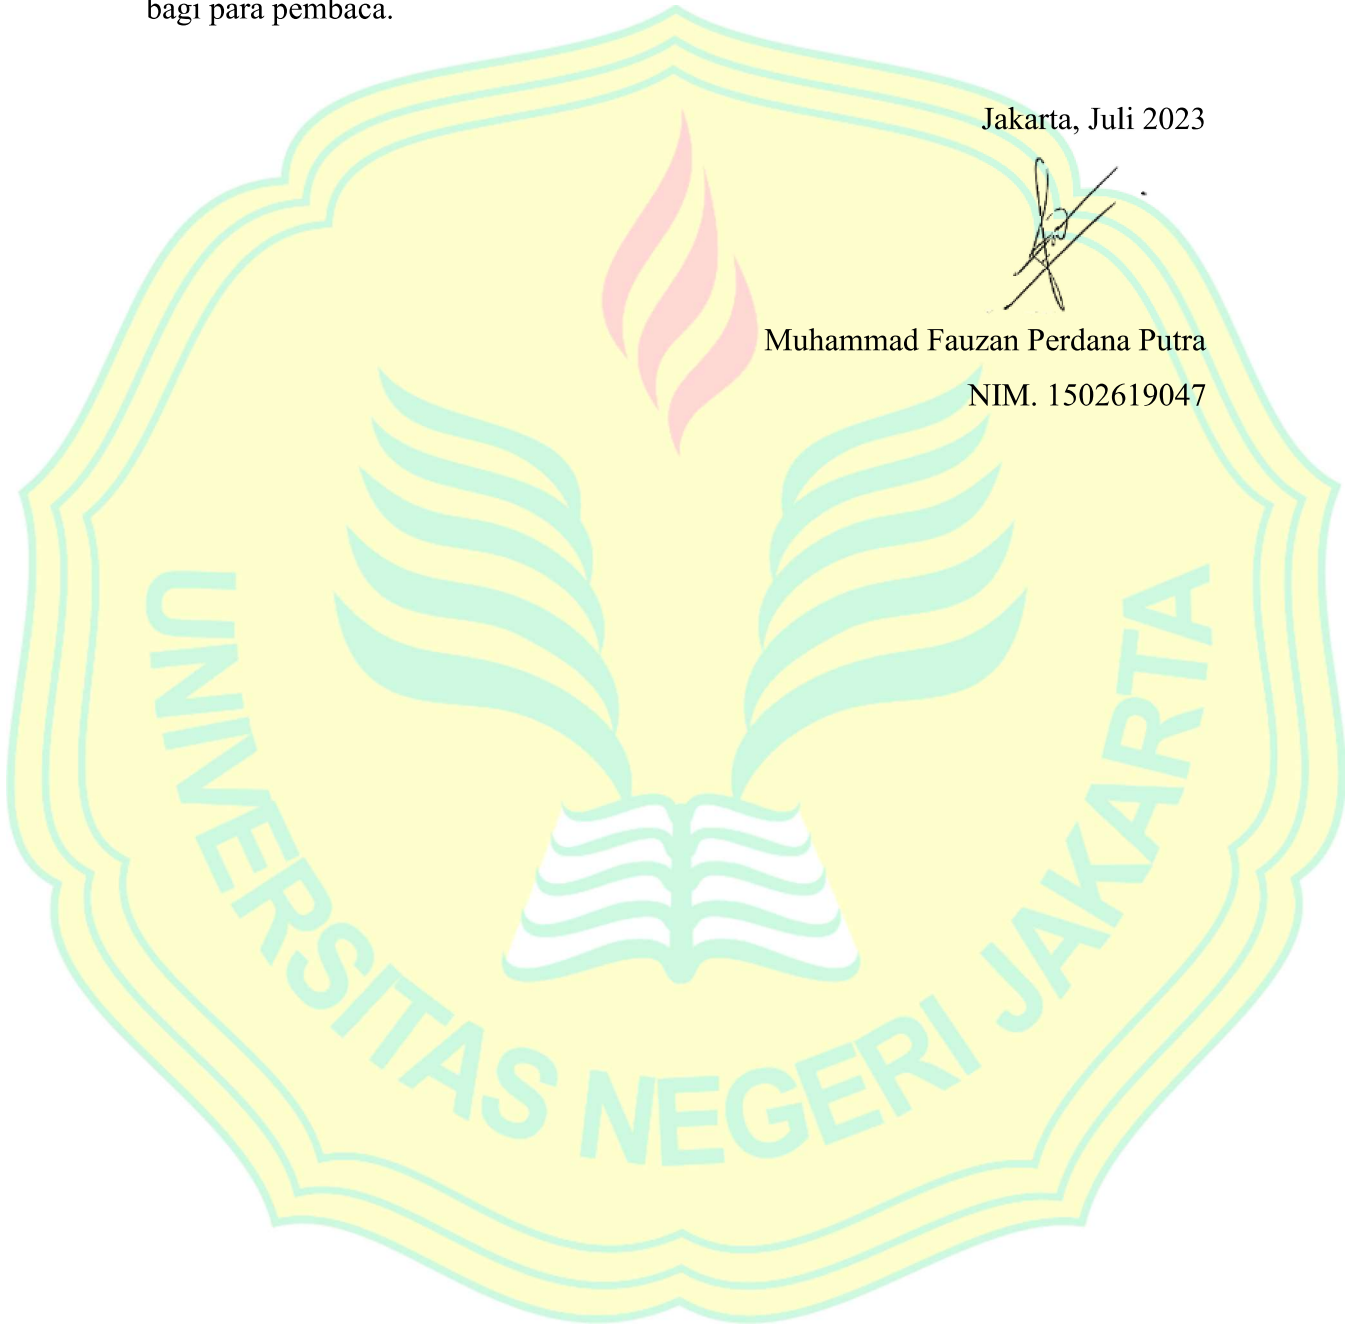 bagi para pembaca.
Jakarta, Juli 2023
Muhammad Fauzan Perdana Putra
NIM. 1502619047
UNIVERSITAS NEGERI JAKARTA